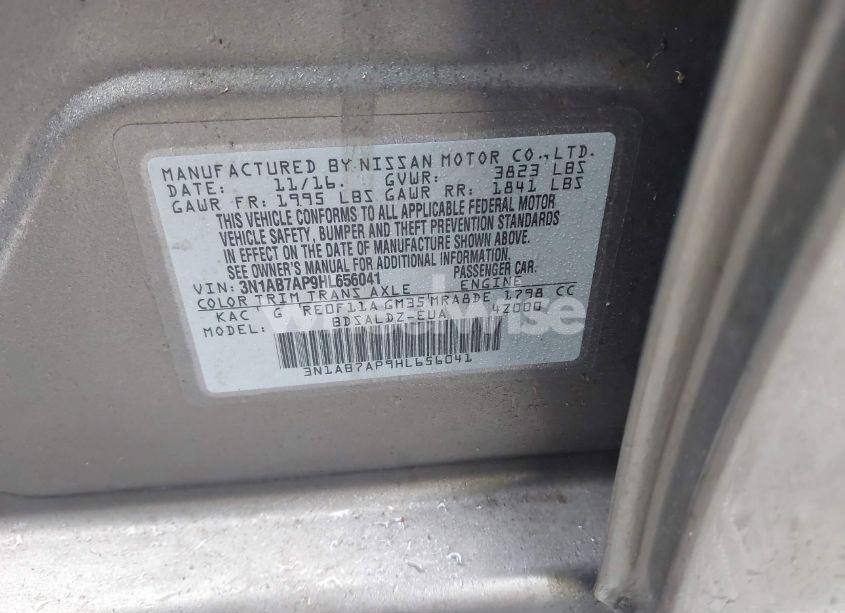 MANUFACTURED BY NISSAN MOTOR CO., LTD.
DATE: 11/16. GVWR: 3823 LBS
GAWR FR: 1995 LBS GAWR RR: 1841 LBS
THIS VEHICLE CONFORMS TO ALL APPLICABLE FEDERAL MOTOR
VEHICLE SAFETY, BUMPER AND THEFT PREVENTION STANDARDS
IN EFFECT ON THE DATE OF MANUFACTURE SHOWN ABOVE.
SEE OWNER'S MANUAL FOR ADDITIONAL INFORMATION.
VIN: 3N1AB7AP9HL656041 PASSENGER CAR.
COLOR TRIM TRANS AXLE ENGINE
KAC G RE0F11A GM35 MRA8DE 1798 CC
MODEL: BDSALDZ-EUA 4Z000
wheelwise
3N1AB7AP9HL656041